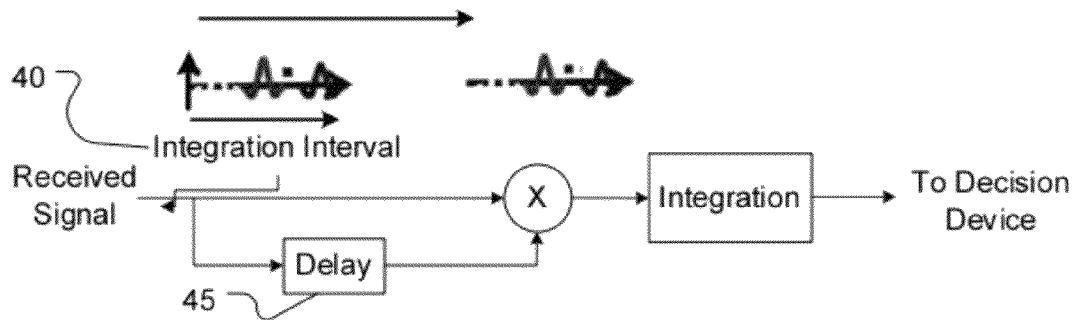 40
Integration Interval
Received
Signal
X
Integration
To Decision
Device
Delay
45